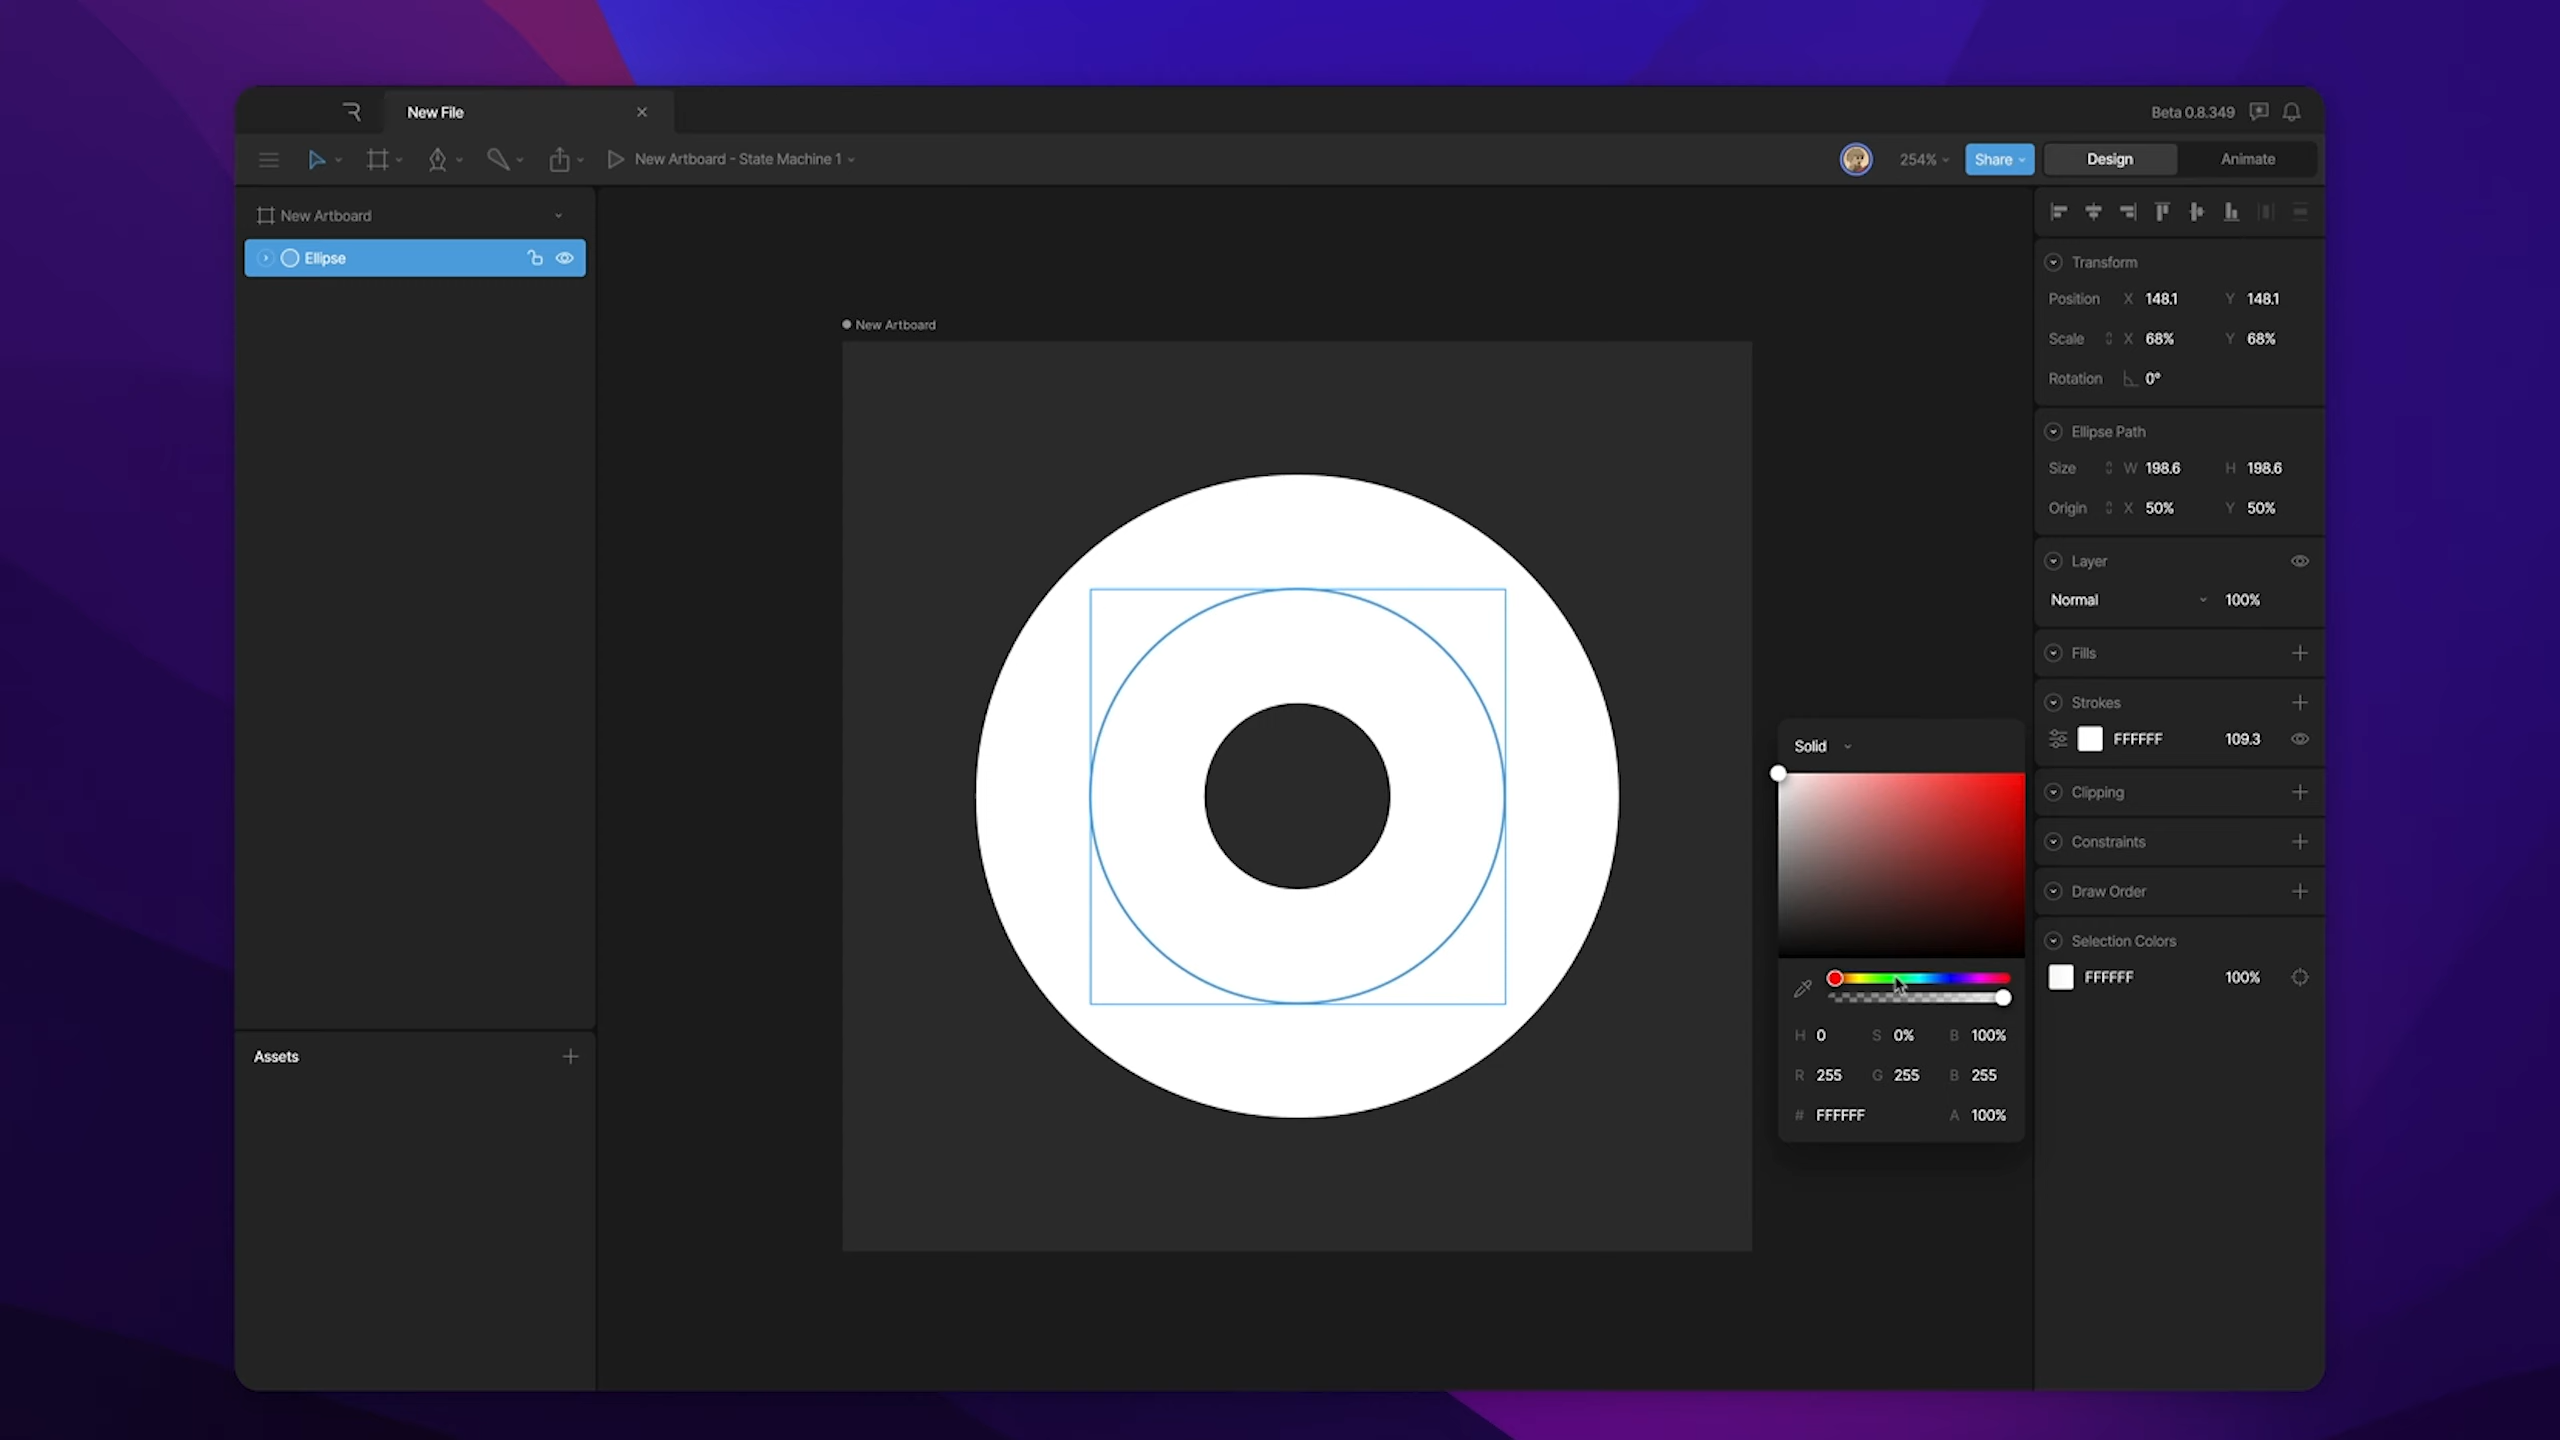 New File
Beta 0.8.349
New Artboard - State Machine 1
254%
Share
Design
Animate
New Artboard
Ellipse
Assets
New Artboard
Transform
Position X 148.1 Y 148.1
Scale X 68% Y 68%
Rotation 0°
Ellipse Path
Size W 198.6 H 198.6
Origin X 50% Y 50%
Layer
Normal 100%
Fills
Strokes
FFFFFF 109.3
Clipping
Constraints
Draw Order
Selection Colors
FFFFFF 100%
Solid
H 0 S 0% B 100%
R 255 G 255 B 255
# FFFFFF A 100%